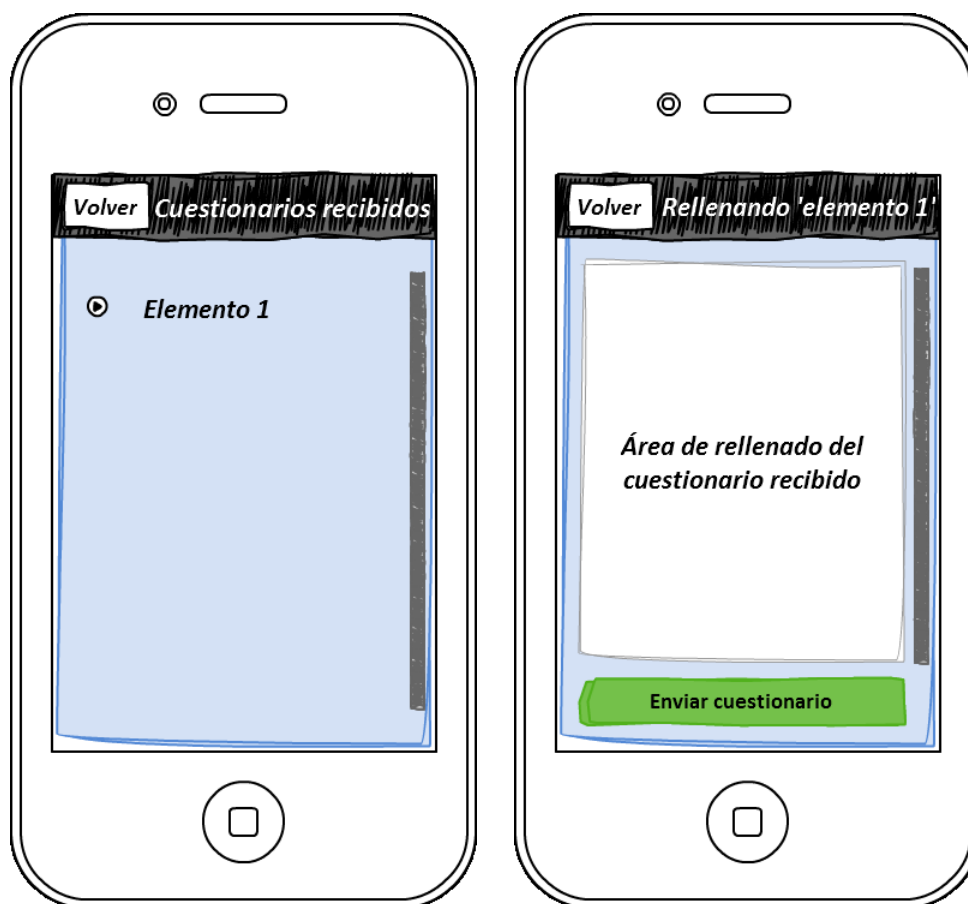 Volver Cuestionarios recibidos
Elemento 1
Volver Rellenando 'elemento 1'
Área de rellenado del
cuestionario recibido
Enviar cuestionario